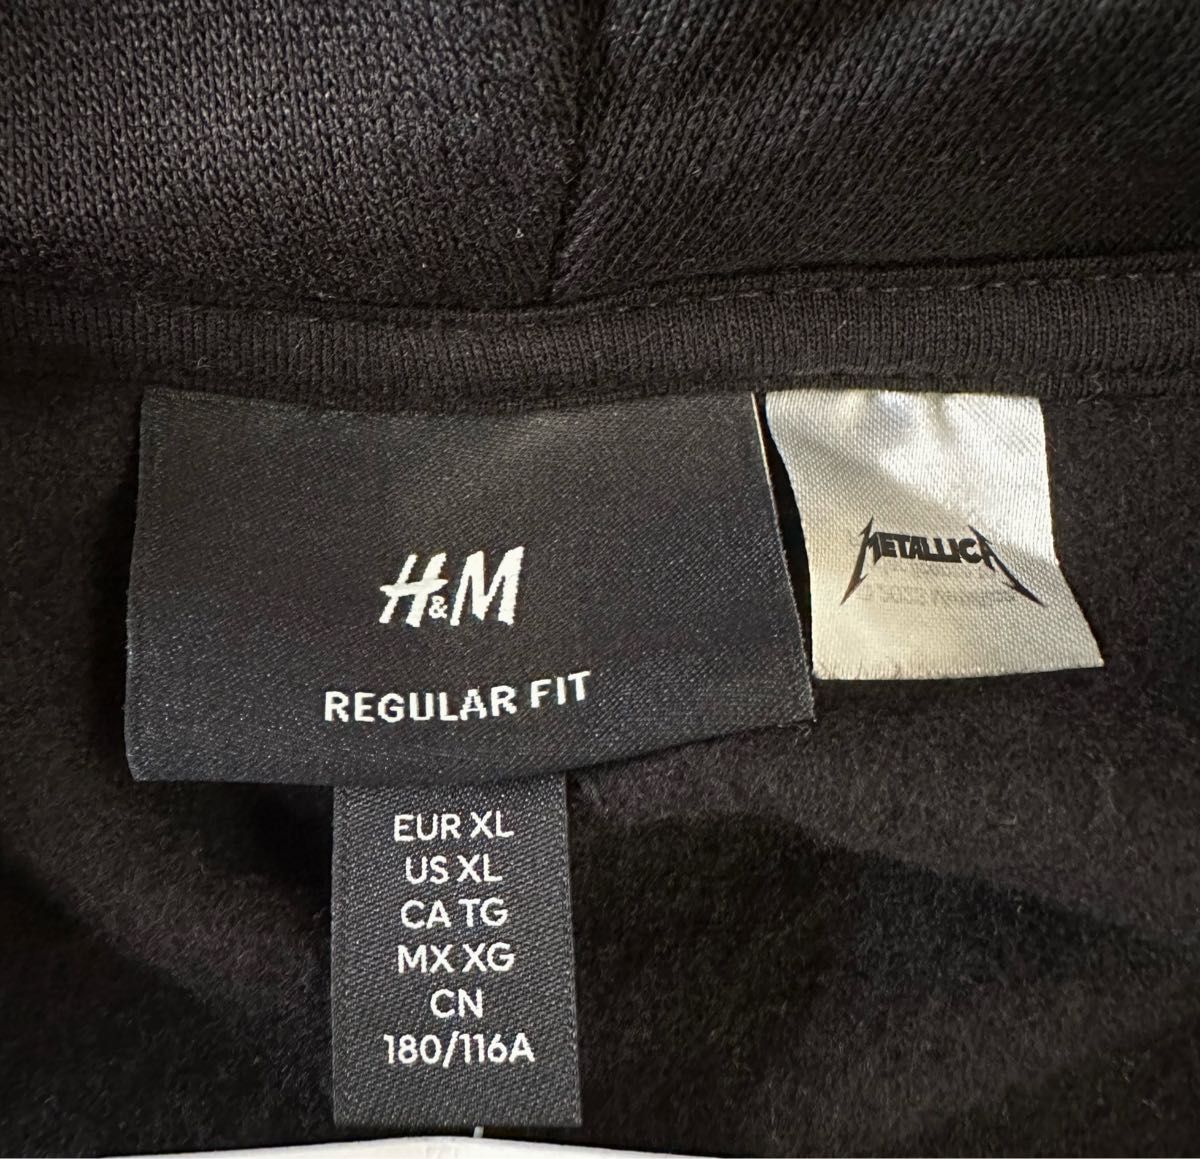 H&M
REGULAR FIT
METALLICA
EUR XL
US XL
CA TG
MX XG
CN
180/116A